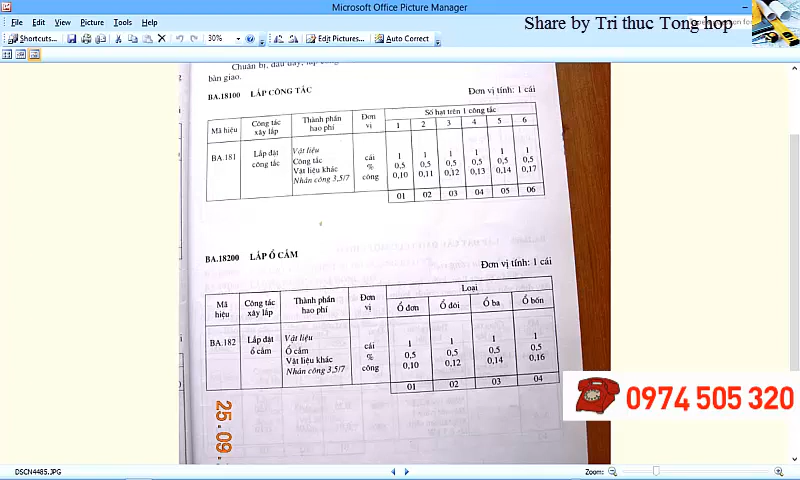 Microsoft Office Picture Manager
File Edit View Picture Tools Help
Share by Tri thuc Tong hop
Shortcuts...
30%
Edit Pictures...
Auto Correct
bàn giao.
BA.18100 LẮP CÔNG TẮC
Đơn vị tính: 1 cái
Mã hiệu Công tác xây lắp Thành phần hao phí Đơn vị Số hạt trên 1 công tắc
1 2 3 4 5 6
BA.181 Lắp đặt công tắc
Vật liệu
Công tắc cái 1 1 1 1 1 1
Vật liệu khác % 0,5 0,5 0,5 0,5 0,5 0,5
Nhân công 3,5/7 công 0,10 0,11 0,12 0,13 0,14 0,17
01 02 03 04 05 06
BA.18200 LẮP Ổ CẮM
Đơn vị tính: 1 cái
Mã hiệu Công tác xây lắp Thành phần hao phí Đơn vị Loại
Ổ đơn Ổ đôi Ổ ba Ổ bốn
BA.182 Lắp đặt ổ cắm
Vật liệu
Ổ cắm cái 1 1 1 1
Vật liệu khác % 0,5 0,5 0,5 0,5
Nhân công 3,5/7 công 0,10 0,12 0,14 0,16
01 02 03 04
25.09
0974 505 320
DSCN4485.JPG
Zoom: